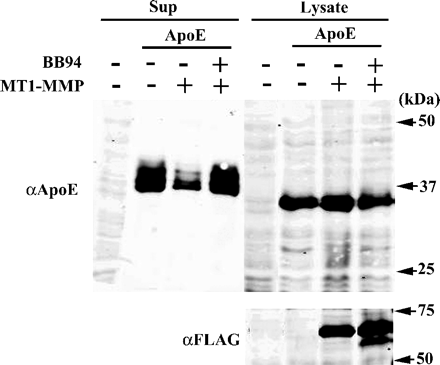 Sup Lysate
ApoE ApoE
BB94 - - - + - - - +
MT1-MMP - - + + - - + +
(kDa)
50
αApoE 37
25
75
αFLAG
50